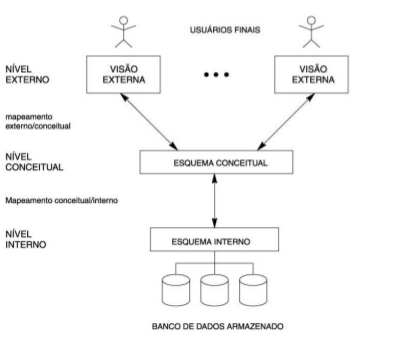 USUÁRIOS FINAIS
NÍVEL
EXTERNO
VISÃO
EXTERNA
VISÃO
EXTERNA
mapeamento
externo/conceitual
NÍVEL
CONCEITUAL
ESQUEMA CONCEITUAL
Mapeamento conceitual/interno
NÍVEL
INTERNO
ESQUEMA INTERNO
BANCO DE DADOS ARMAZENADO